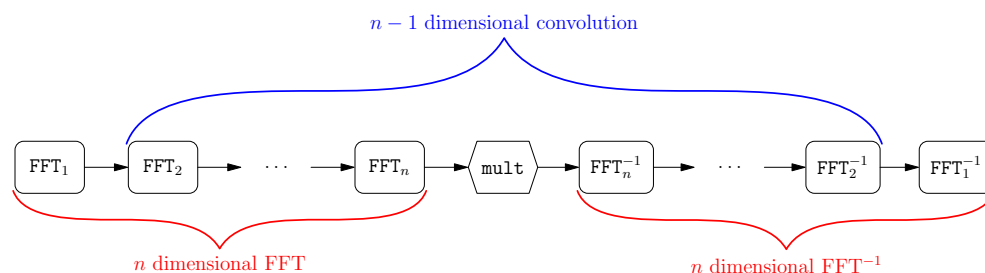 n − 1 dimensional convolution
FFT₁ FFT₂ ··· FFTₙ mult FFTₙ⁻¹ ··· FFT₂⁻¹ FFT₁⁻¹
n dimensional FFT n dimensional FFT⁻¹